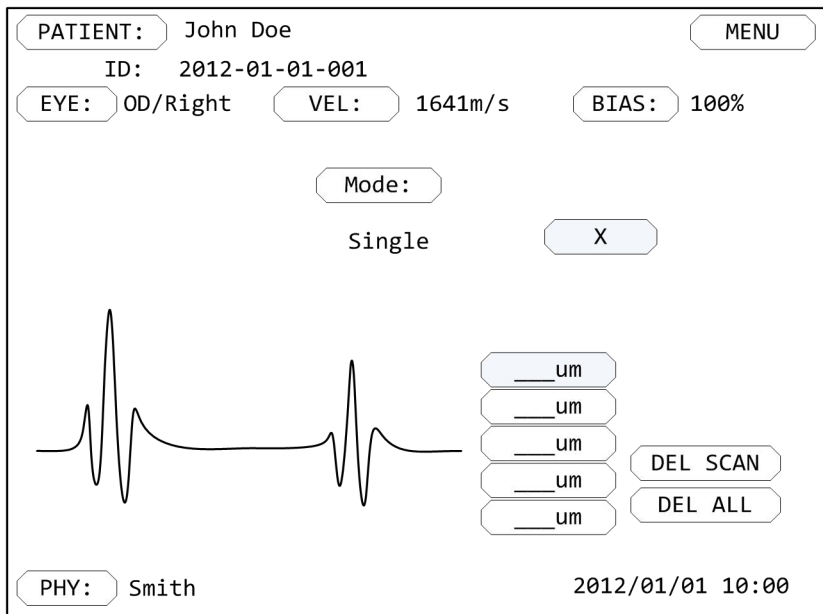 PATIENT: John Doe MENU
ID: 2012-01-01-001
EYE: OD/Right VEL: 1641m/s BIAS: 100%
Mode:
Single X
___um
___um
___um
___um
___um
DEL SCAN
DEL ALL
PHY: Smith 2012/01/01 10:00